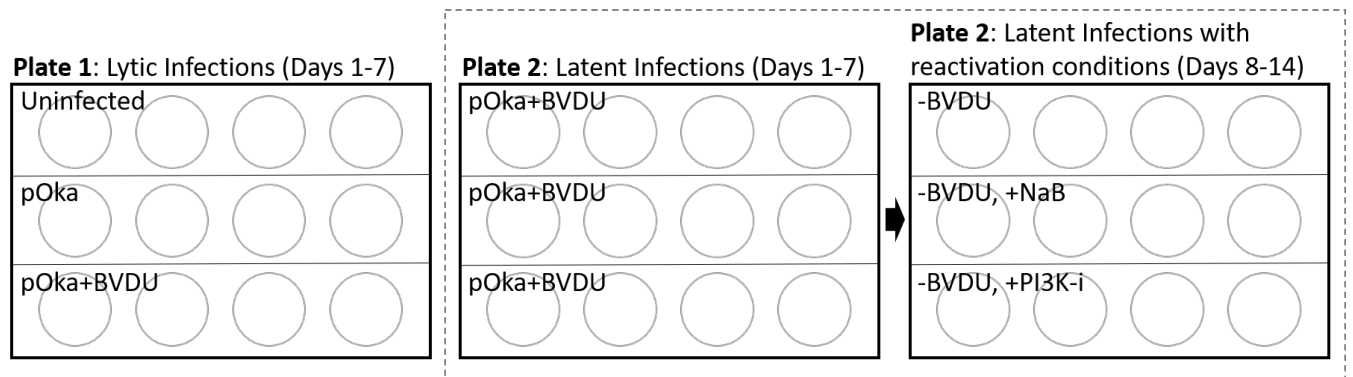 Plate 1: Lytic Infections (Days 1-7)
Uninfected
pOka
pOka+BVDU
Plate 2: Latent Infections (Days 1-7)
pOka+BVDU
pOka+BVDU
pOka+BVDU
Plate 2: Latent Infections with
reactivation conditions (Days 8-14)
-BVDU
-BVDU, +NaB
-BVDU, +PI3K-i